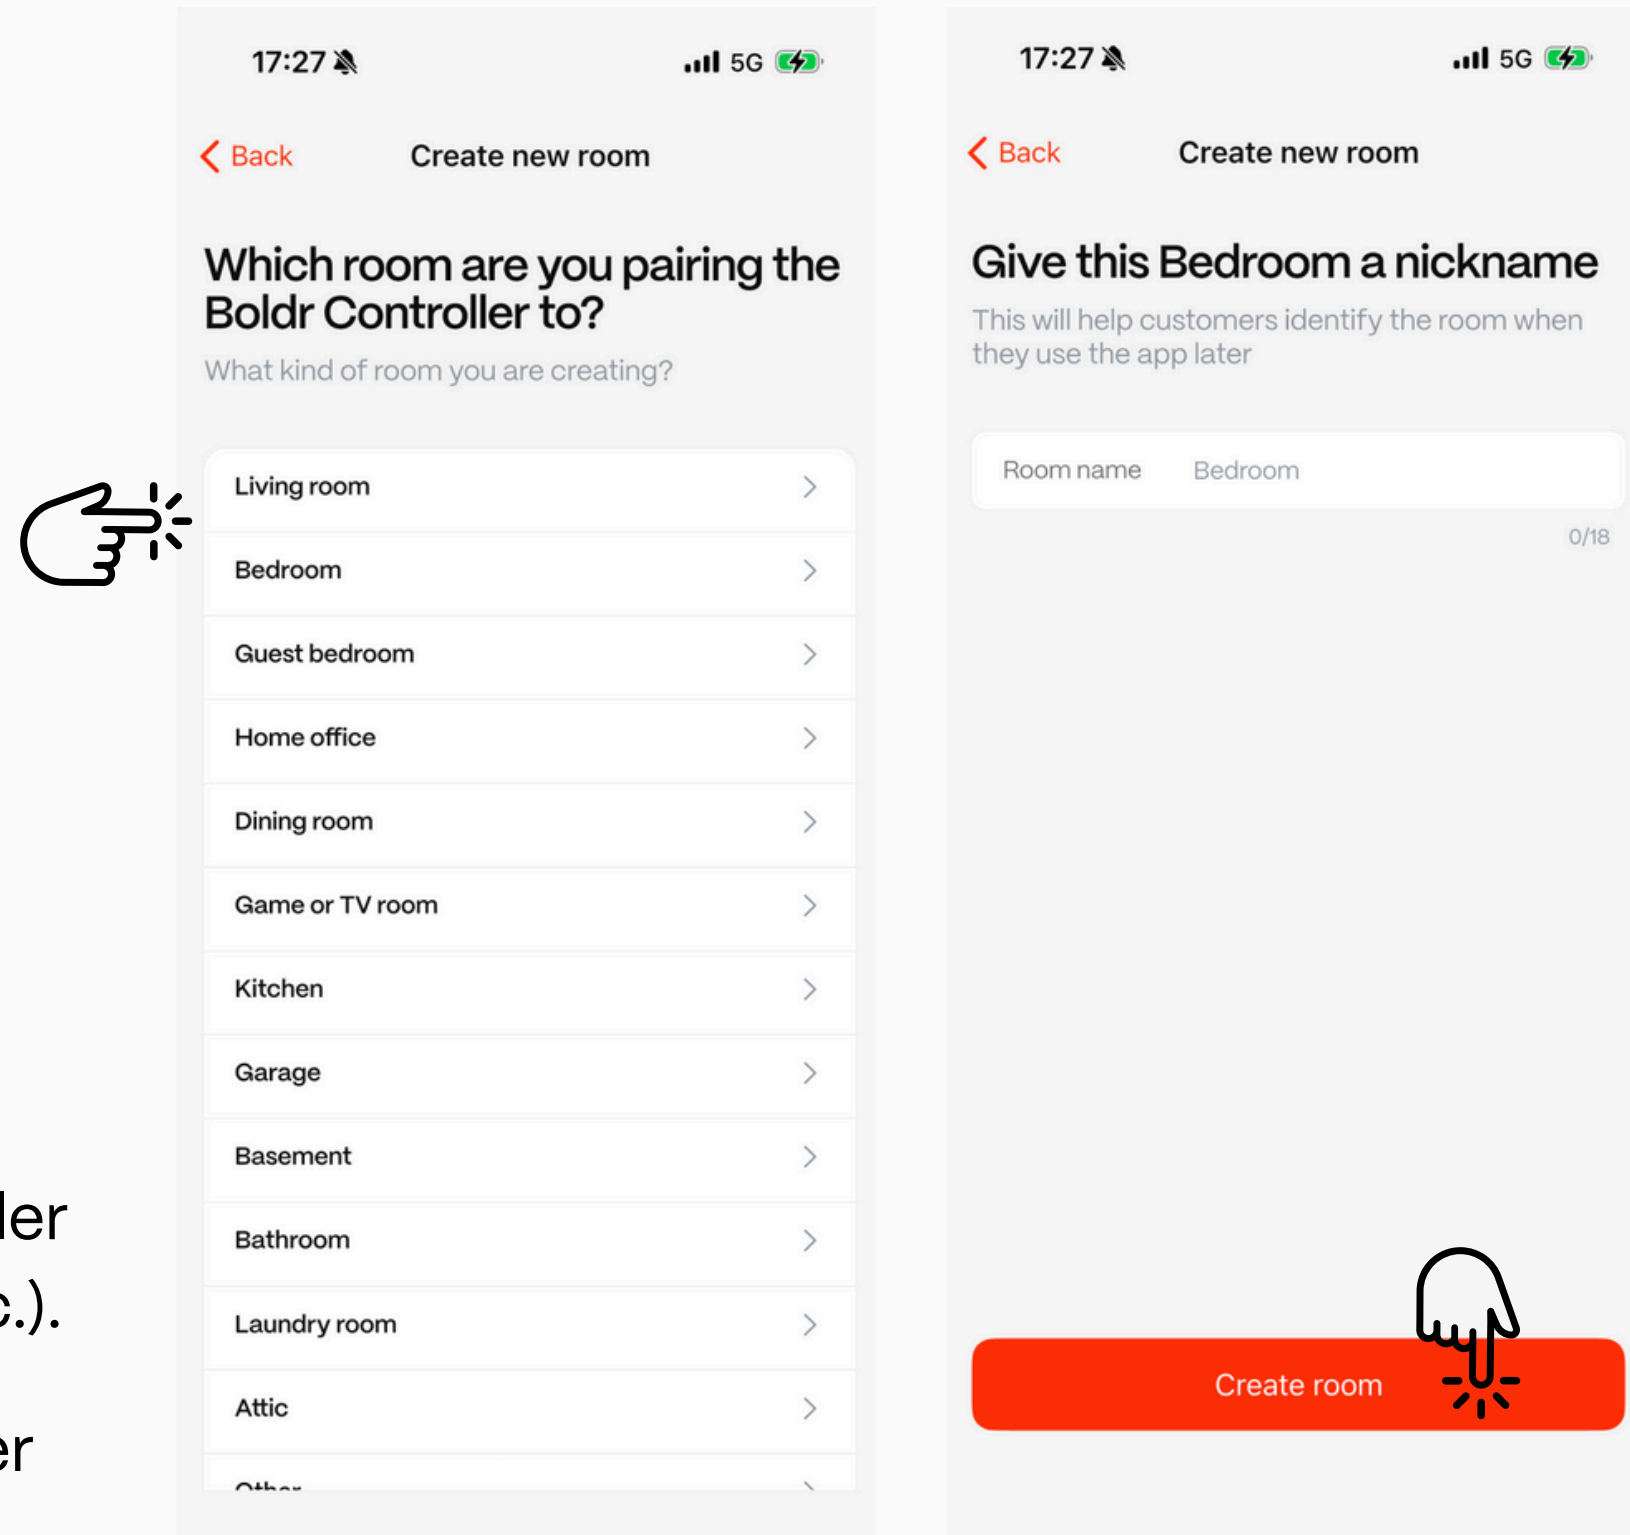 17:27
5G
Back
Create new room
Which room are you pairing the
Boldr Controller to?
What kind of room you are creating?
Living room
Bedroom
Guest bedroom
Home office
Dining room
Game or TV room
Kitchen
Garage
Basement
Bathroom
Laundry room
Attic
Other
17:27
5G
Back
Create new room
Give this Bedroom a nickname
This will help customers identify the room when
they use the app later
Room name Bedroom
0/18
Create room
c.).
er